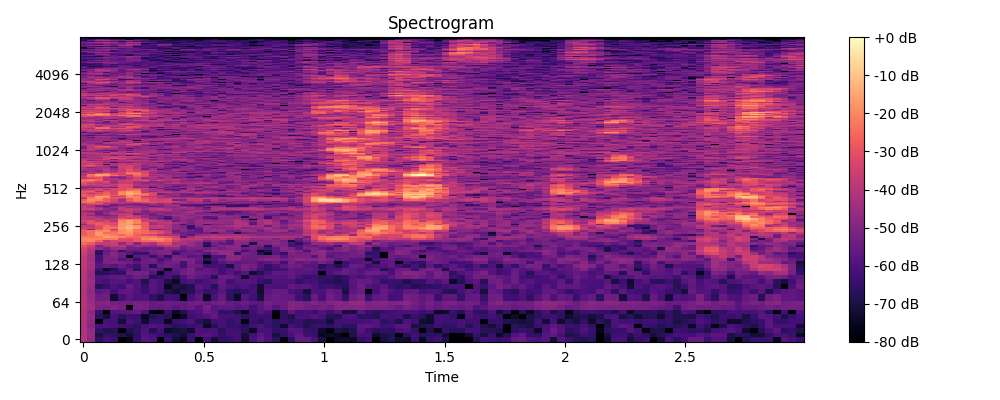 Spectrogram
Hz
4096
2048
1024
512
256
128
64
0
0
0.5
1
1.5
2
2.5
Time
+0 dB
-10 dB
-20 dB
-30 dB
-40 dB
-50 dB
-60 dB
-70 dB
-80 dB